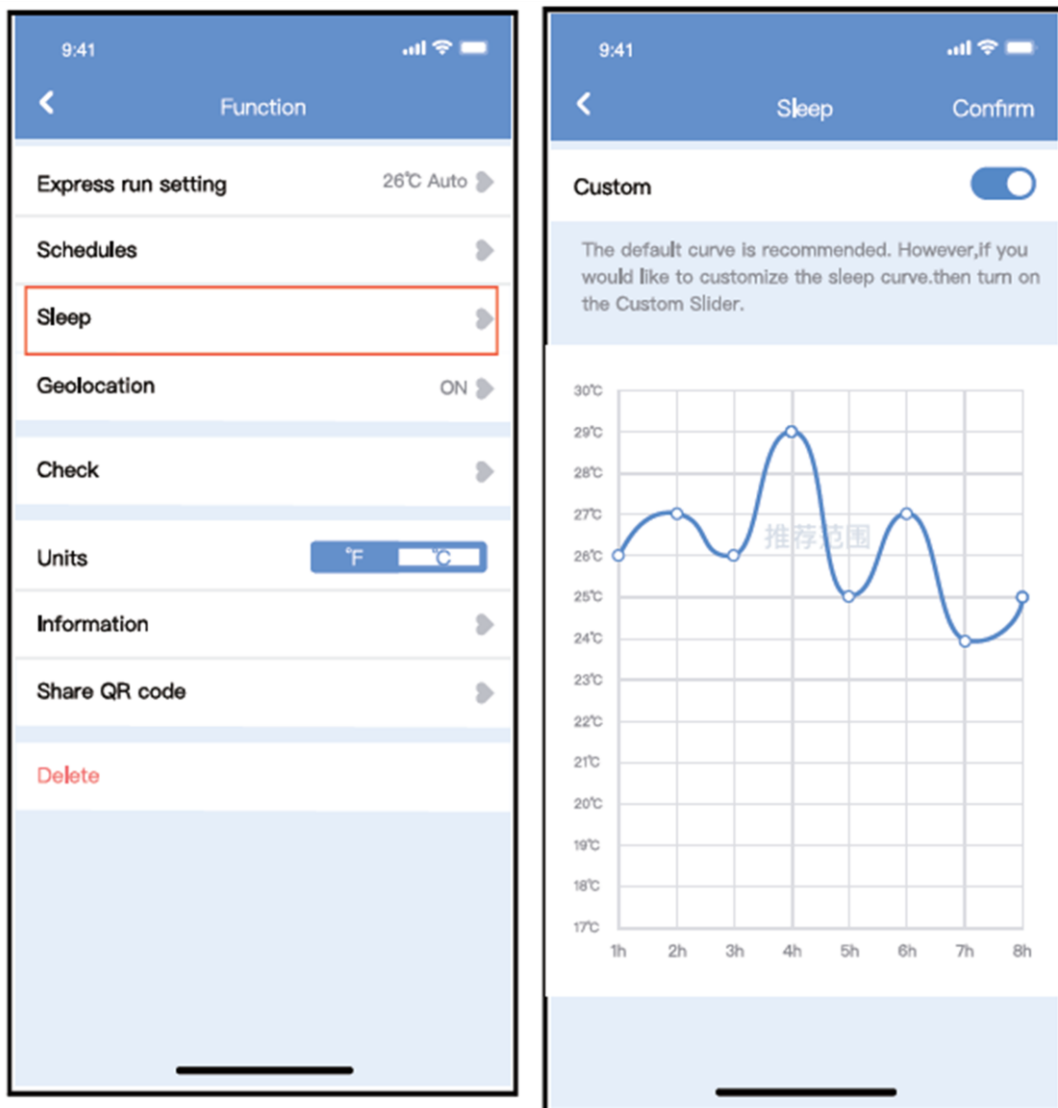 9:41
Function
Express run setting 26℃ Auto
Schedules
Sleep
Geolocation ON
Check
Units °F ℃
Information
Share QR code
Delete
9:41
Sleep Confirm
Custom
The default curve is recommended. However,if you
would like to customize the sleep curve.then turn on
the Custom Slider.
30℃
29℃
28℃
27℃
推荐范围
26℃
25℃
24℃
23℃
22℃
21℃
20℃
19℃
18℃
17℃
1h 2h 3h 4h 5h 6h 7h 8h